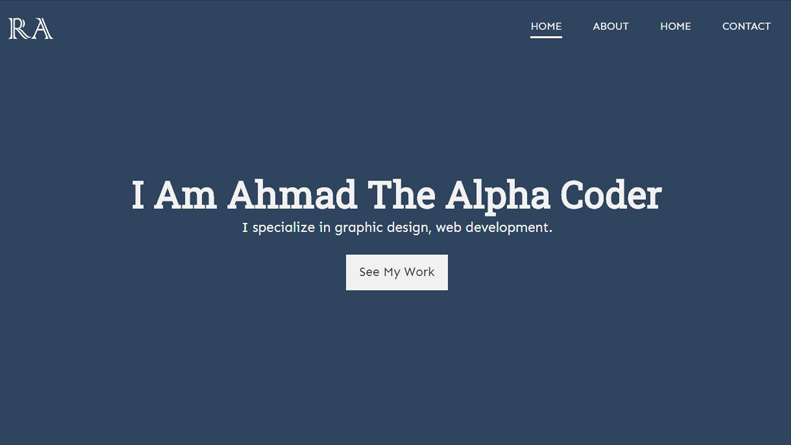 RA
HOME ABOUT HOME CONTACT
I Am Ahmad The Alpha Coder
I specialize in graphic design, web development.
See My Work